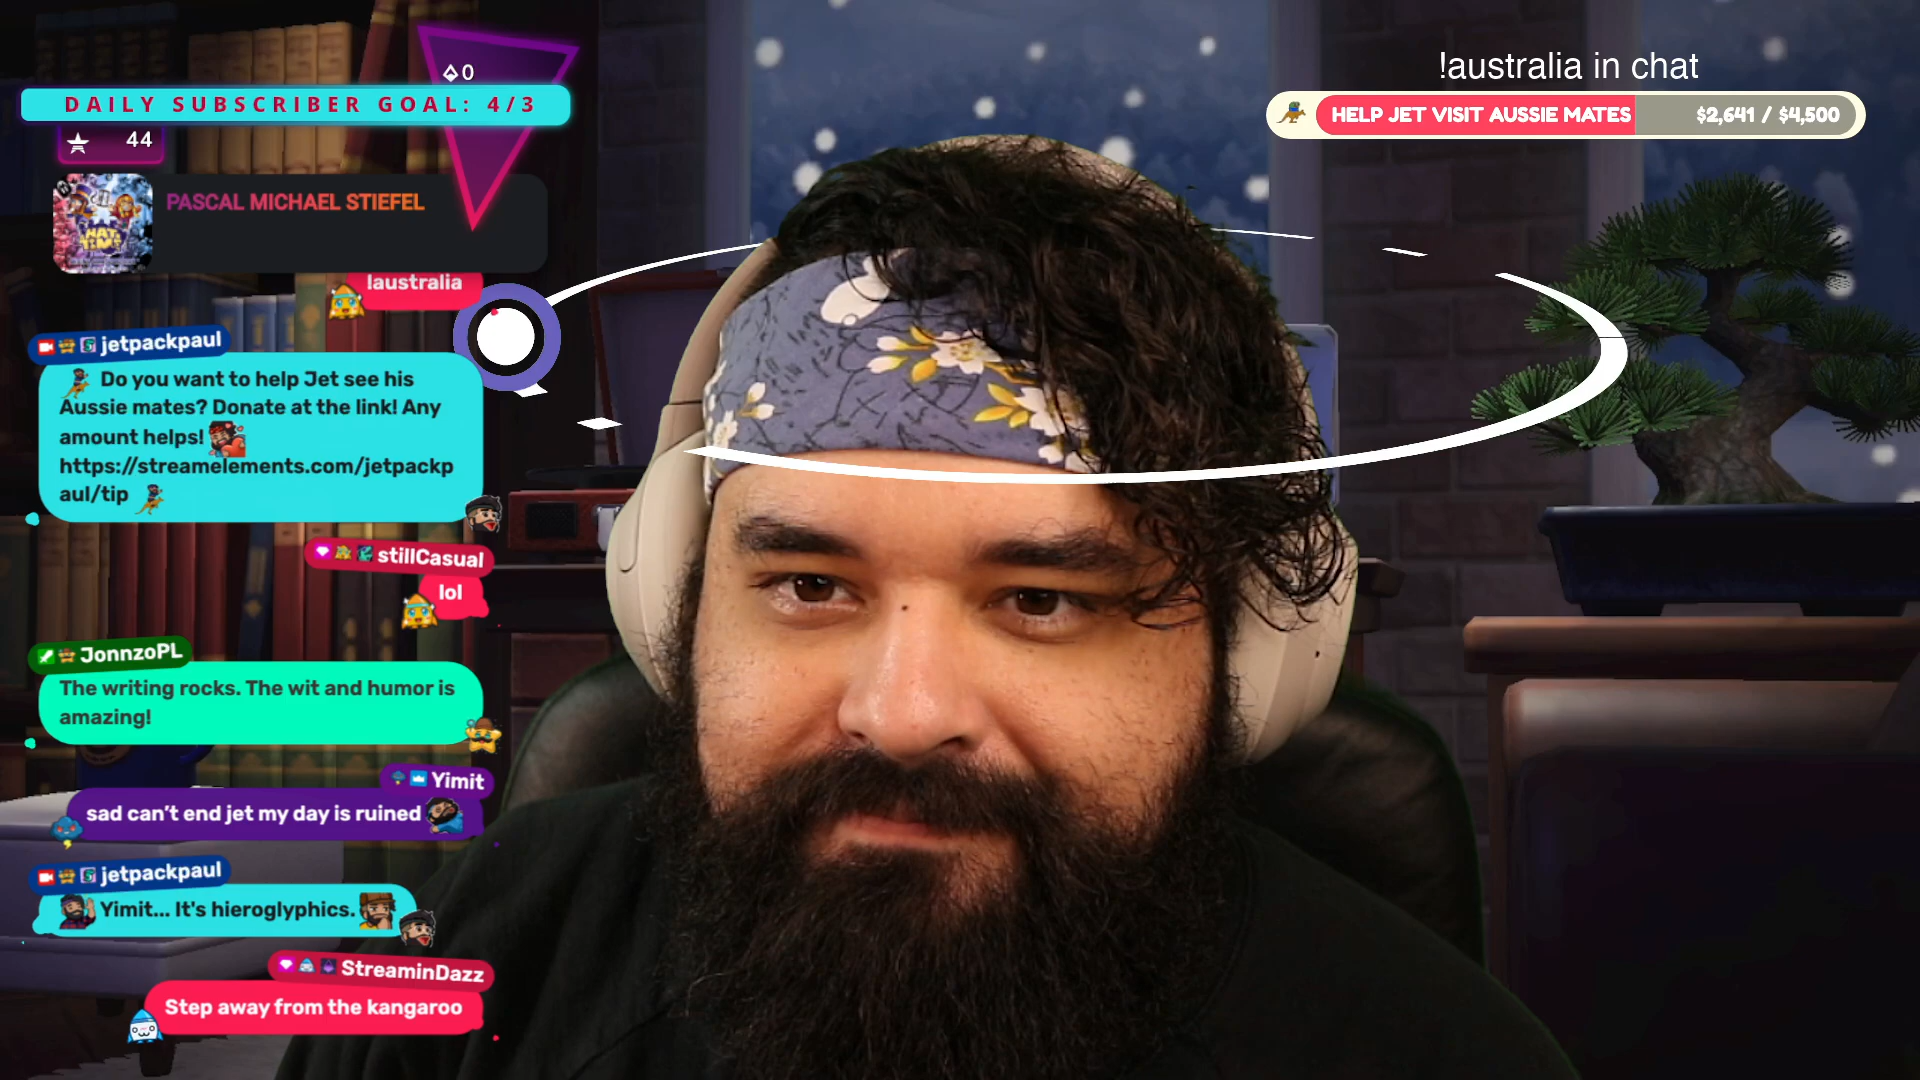 0
DAILY SUBSCRIBER GOAL: 4/3
44
PASCAL MICHAEL STIEFEL
HAT
TIME
!australia
jetpackpaul
Do you want to help Jet see his
Aussie mates? Donate at the link! Any
amount helps!
https://streamelements.com/jetpackp
aul/tip
stillCasual
lol
JonnzoPL
The writing rocks. The wit and humor is
amazing!
Yimit
sad can't end jet my day is ruined
jetpackpaul
Yimit... It's hieroglyphics.
StreaminDazz
Step away from the kangaroo
!australia in chat
HELP JET VISIT AUSSIE MATES $2,641 / $4,500